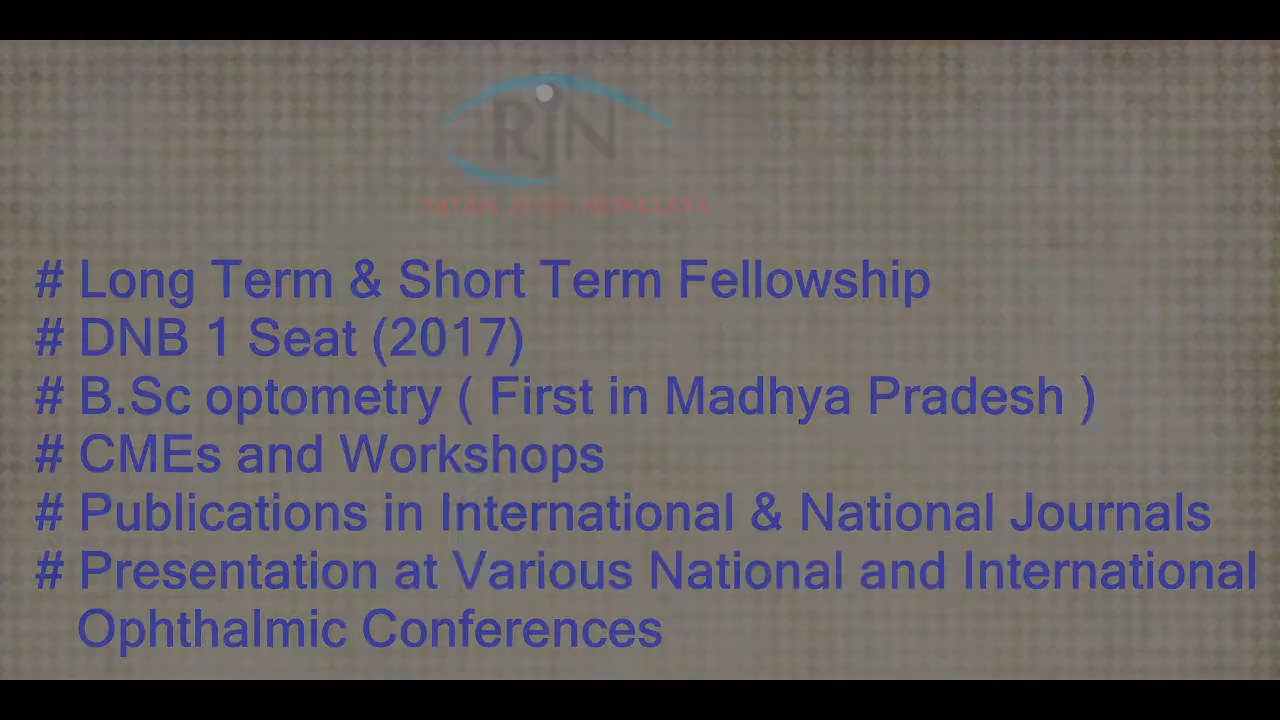 RJN
# Long Term & Short Term Fellowship
# DNB 1 Seat (2017)
# B.Sc optometry ( First in Madhya Pradesh )
# CMEs and Workshops
# Publications in International & National Journals
# Presentation at Various National and International
Ophthalmic Conferences